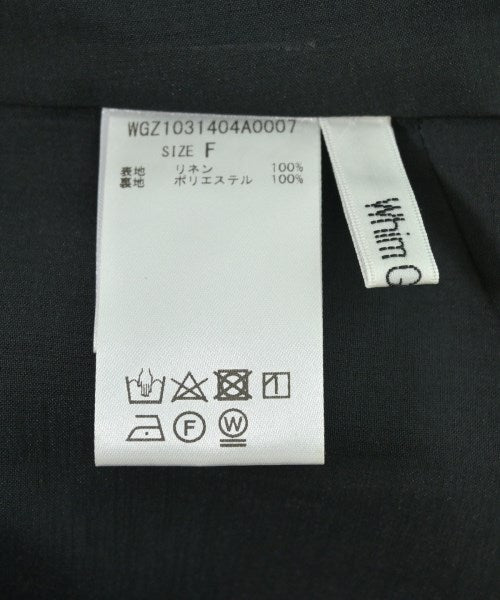 WGZ1031404A0007
SIZE F
表地 リネン 100%
裏地 ポリエステル 100%
F
W
Whim G